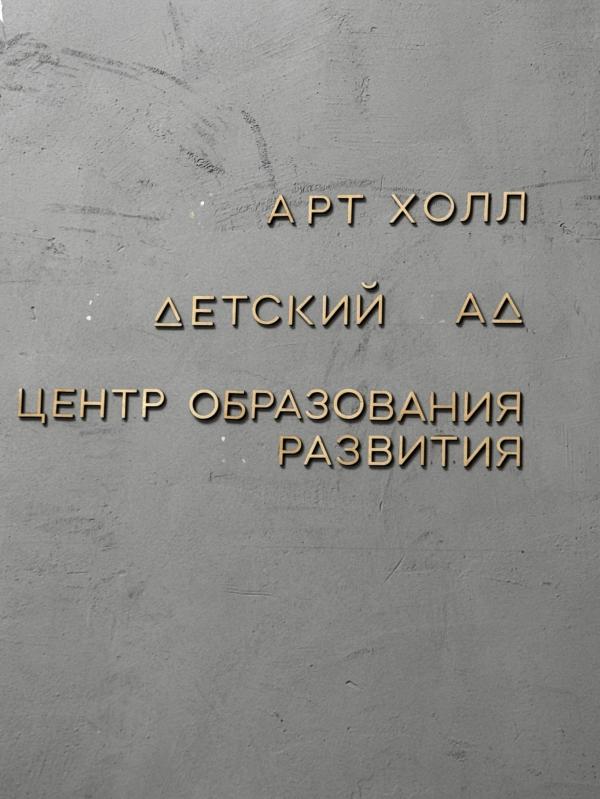 АРТ ХОЛЛ
ДЕТСКИЙ АД
ЦЕНТР ОБРАЗОВАНИЯ
РАЗВИТИЯ